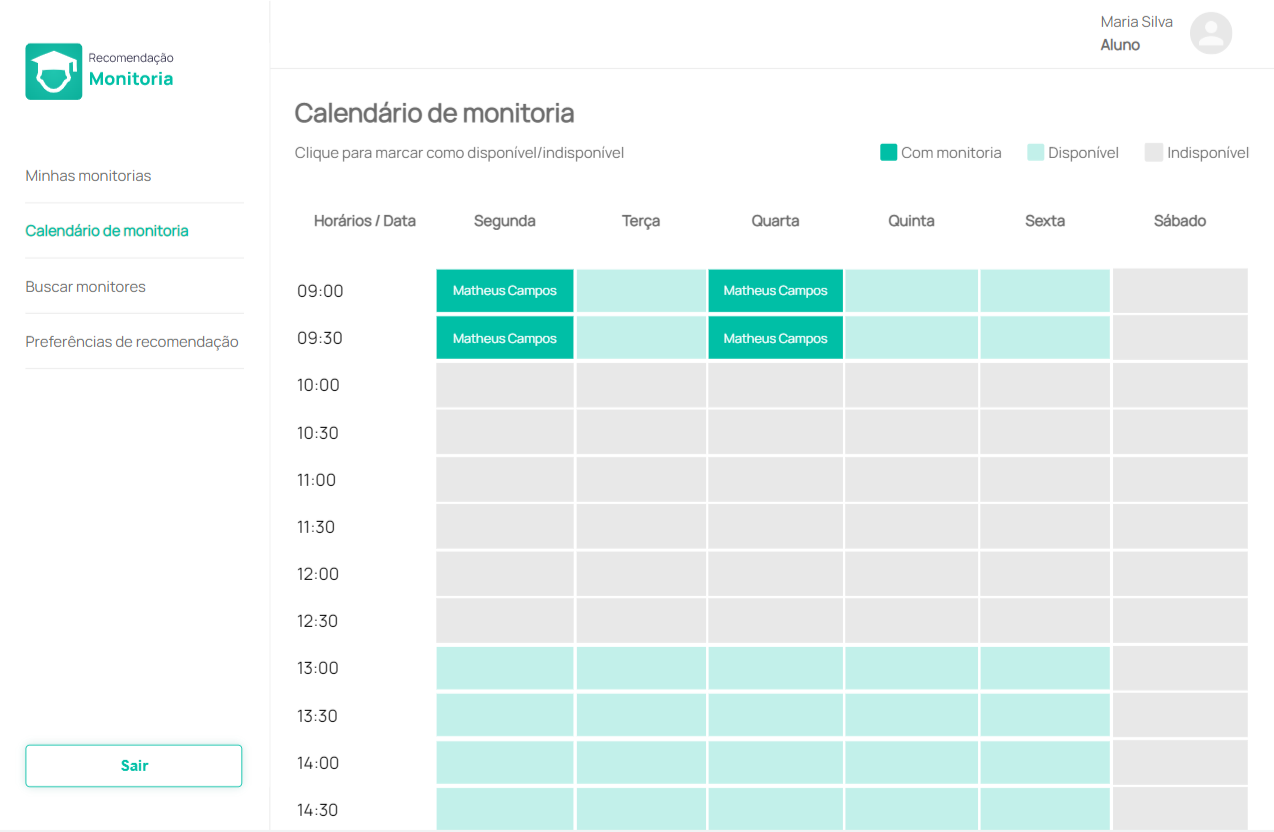 Maria Silva
Aluno
Recomendação
Monitoria
Minhas monitorias
Calendário de monitoria
Buscar monitores
Preferências de recomendação
Sair
Calendário de monitoria
Clique para marcar como disponível/indisponível
Com monitoria Disponível Indisponível
Horários / Data Segunda Terça Quarta Quinta Sexta Sábado
09:00 Matheus Campos Matheus Campos
09:30 Matheus Campos Matheus Campos
10:00
10:30
11:00
11:30
12:00
12:30
13:00
13:30
14:00
14:30